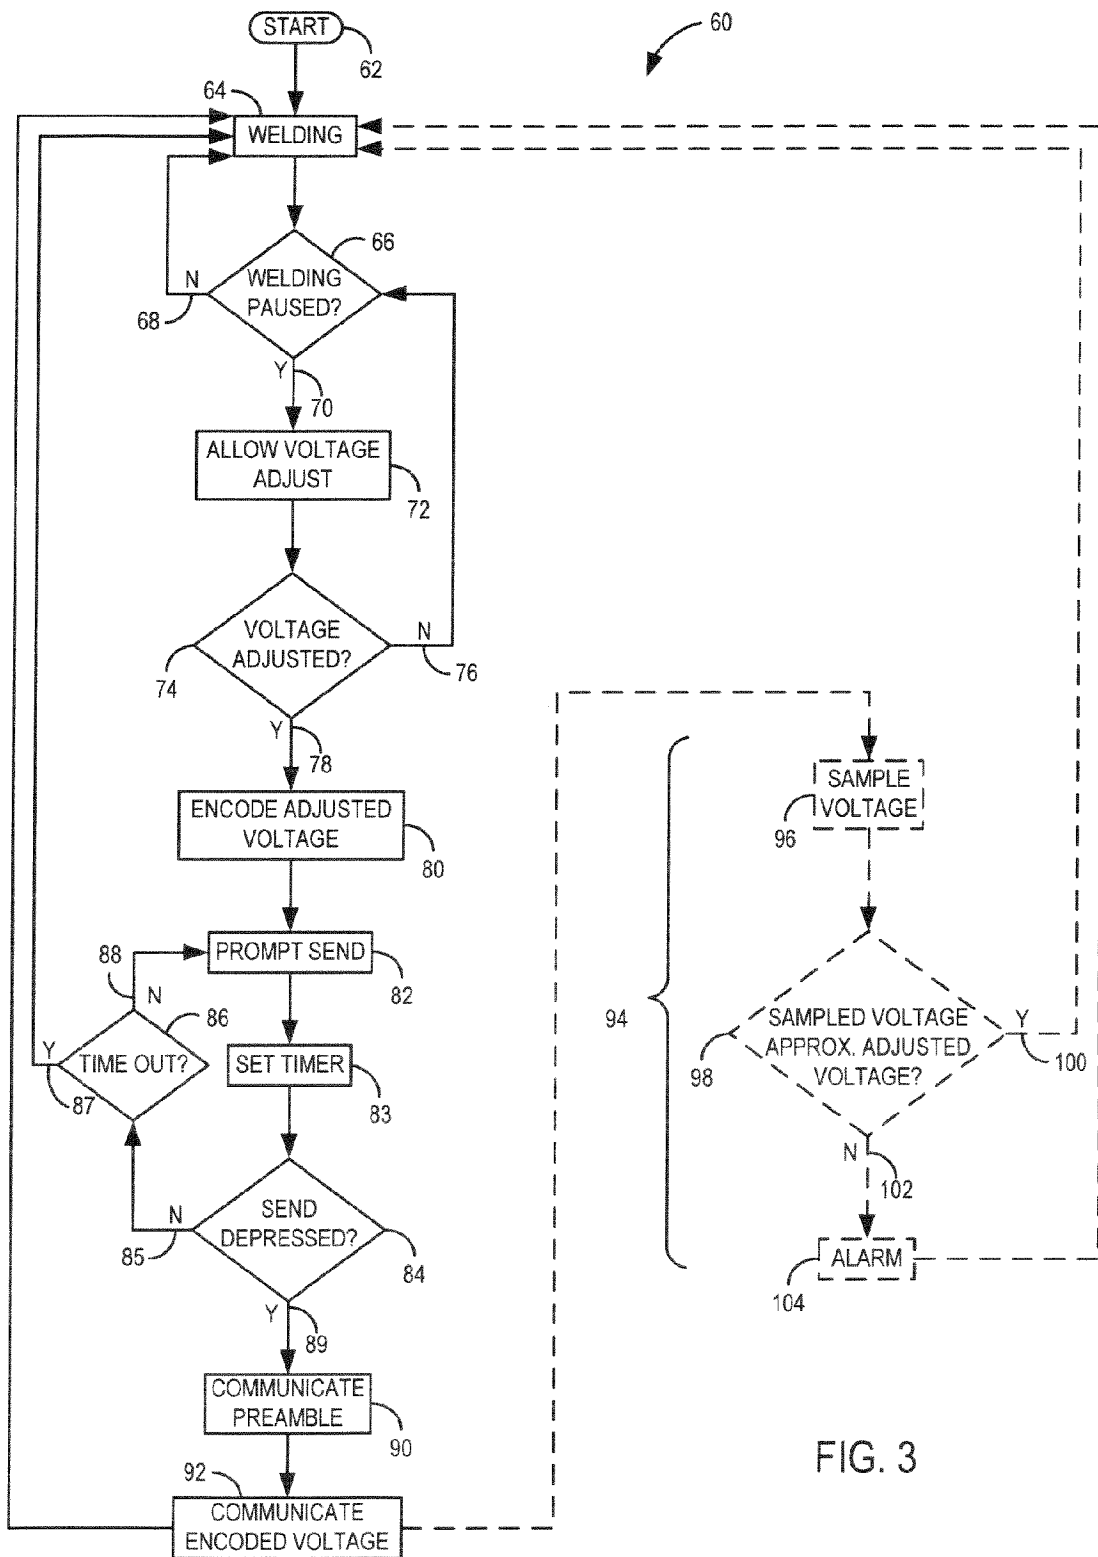 START
62
60
64
WELDING
66
WELDING
PAUSED?
N
68
Y
70
ALLOW VOLTAGE
ADJUST
72
VOLTAGE
ADJUSTED?
N
74
76
Y
78
ENCODE ADJUSTED
VOLTAGE
80
PROMPT SEND
82
88
N
86
TIME OUT?
Y
87
SET TIMER
83
SEND
DEPRESSED?
N
85
84
Y
89
COMMUNICATE
PREAMBLE
90
92
COMMUNICATE
ENCODED VOLTAGE
94
SAMPLE
VOLTAGE
96
SAMPLED VOLTAGE
APPROX. ADJUSTED
VOLTAGE?
98
Y
100
N
102
ALARM
104
FIG. 3